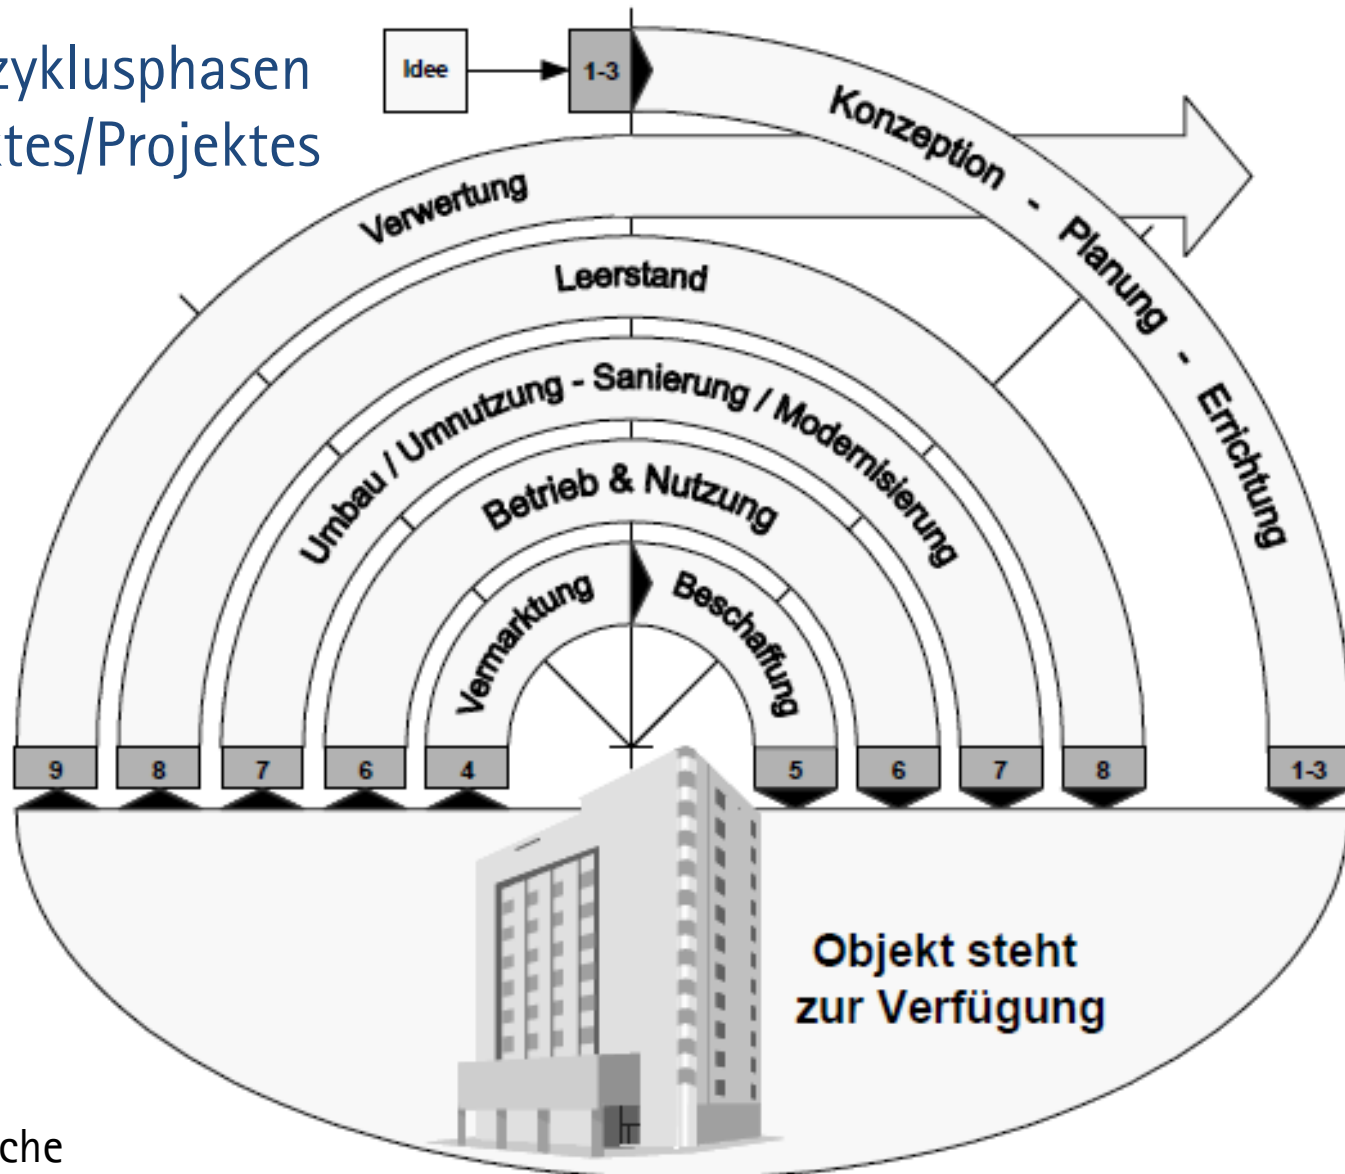 zyklusphasen
tes/Projektes
Idee
1-3
Konzeption - Planung - Errichtung
Verwertung
Leerstand
Umbau / Umnutzung - Sanierung / Modernisierung
Betrieb & Nutzung
Vermarktung
Beschaffung
9 8 7 6 4 5 6 7 8 1-3
Objekt steht
zur Verfügung
che